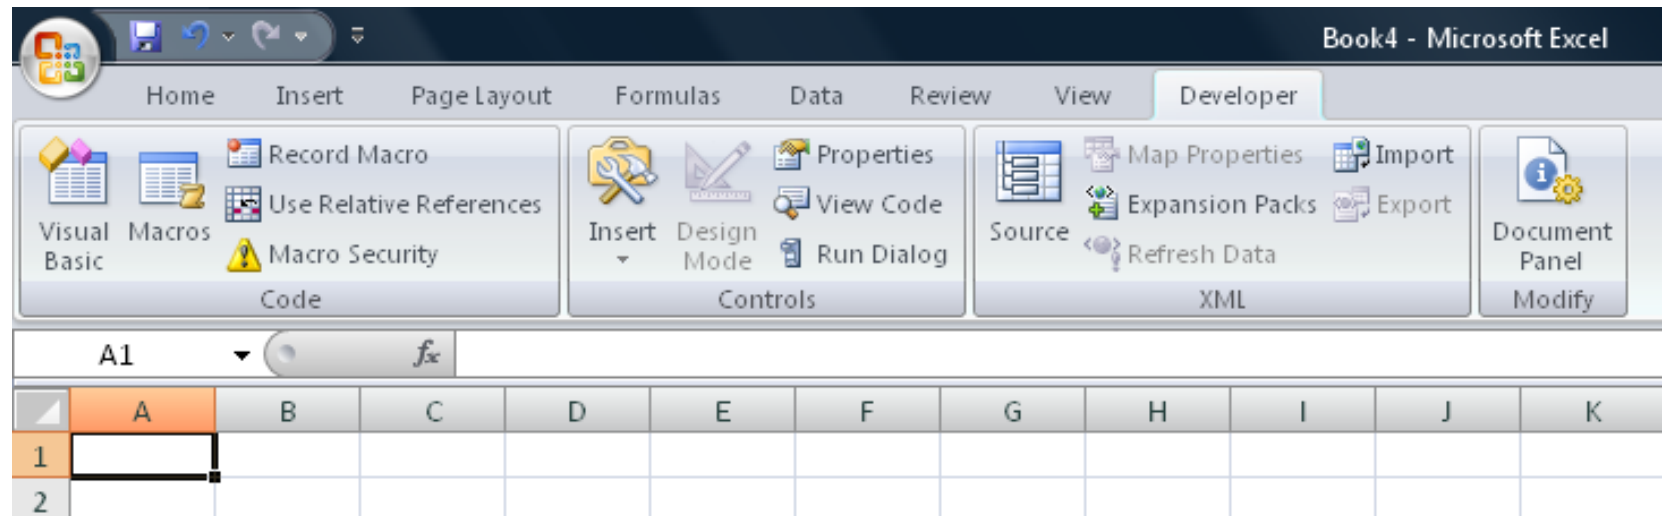 Book4 - Microsoft Excel
Home Insert Page Layout Formulas Data Review View Developer
Visual Basic
Macros
Record Macro
Use Relative References
Macro Security
Code
Insert
Design Mode
Properties
View Code
Run Dialog
Controls
Source
Map Properties
Expansion Packs
Refresh Data
Import
Export
XML
Document Panel
Modify
A1 fx
A B C D E F G H I J K
1
2